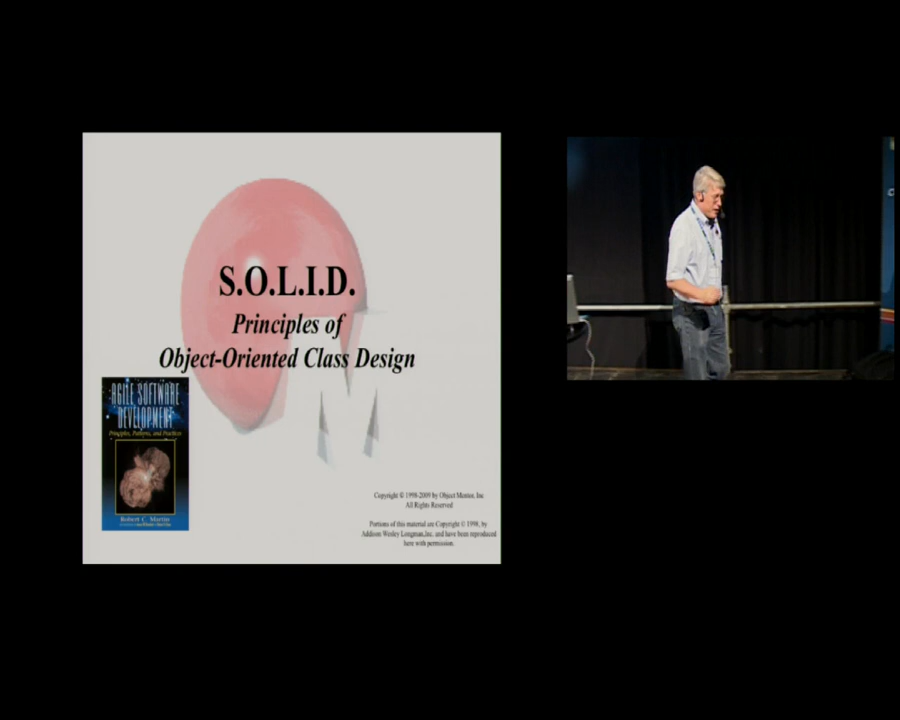 S.O.L.I.D.
Principles of
Object-Oriented Class Design
AGILE SOFTWARE
DEVELOPMENT
Principles, Patterns, and Practices
Robert C. Martin
Copyright © 1998-2009 by Object Mentor, Inc
All Rights Reserved
Portions of this material are Copyright © 1998, by
Addison Wesley Longman,Inc. and have been reproduced
here with permission.